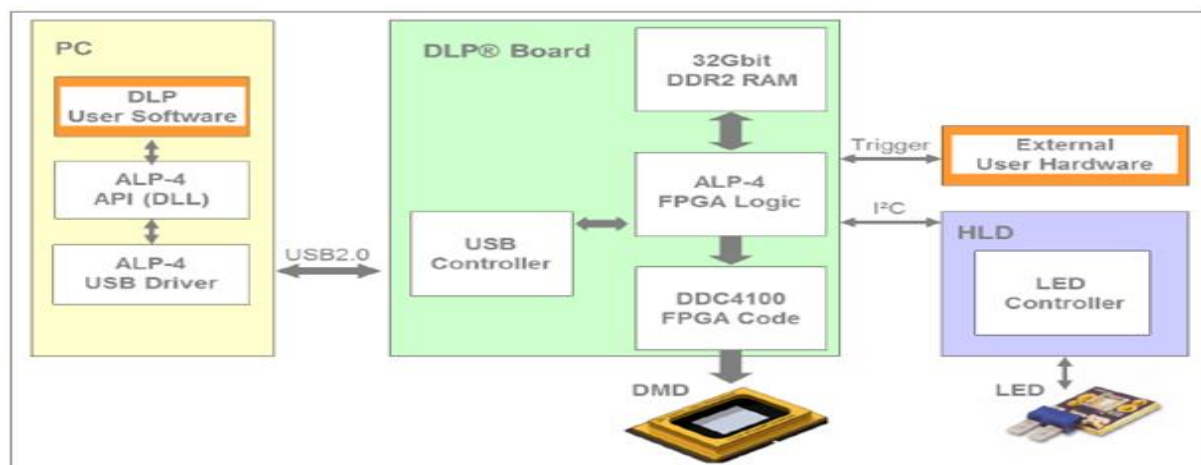 PC
DLP
User Software
ALP-4
API (DLL)
ALP-4
USB Driver
USB2.0
DLP® Board
32Gbit
DDR2 RAM
ALP-4
FPGA Logic
USB
Controller
DDC4100
FPGA Code
DMD
Trigger
External
User Hardware
I²C
HLD
LED
Controller
LED